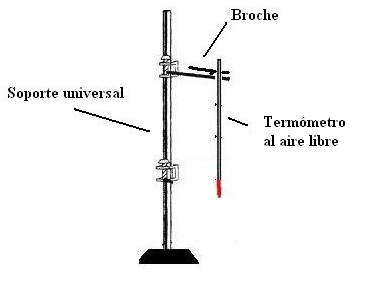 Broche
Soporte universal
Termómetro
al aire libre